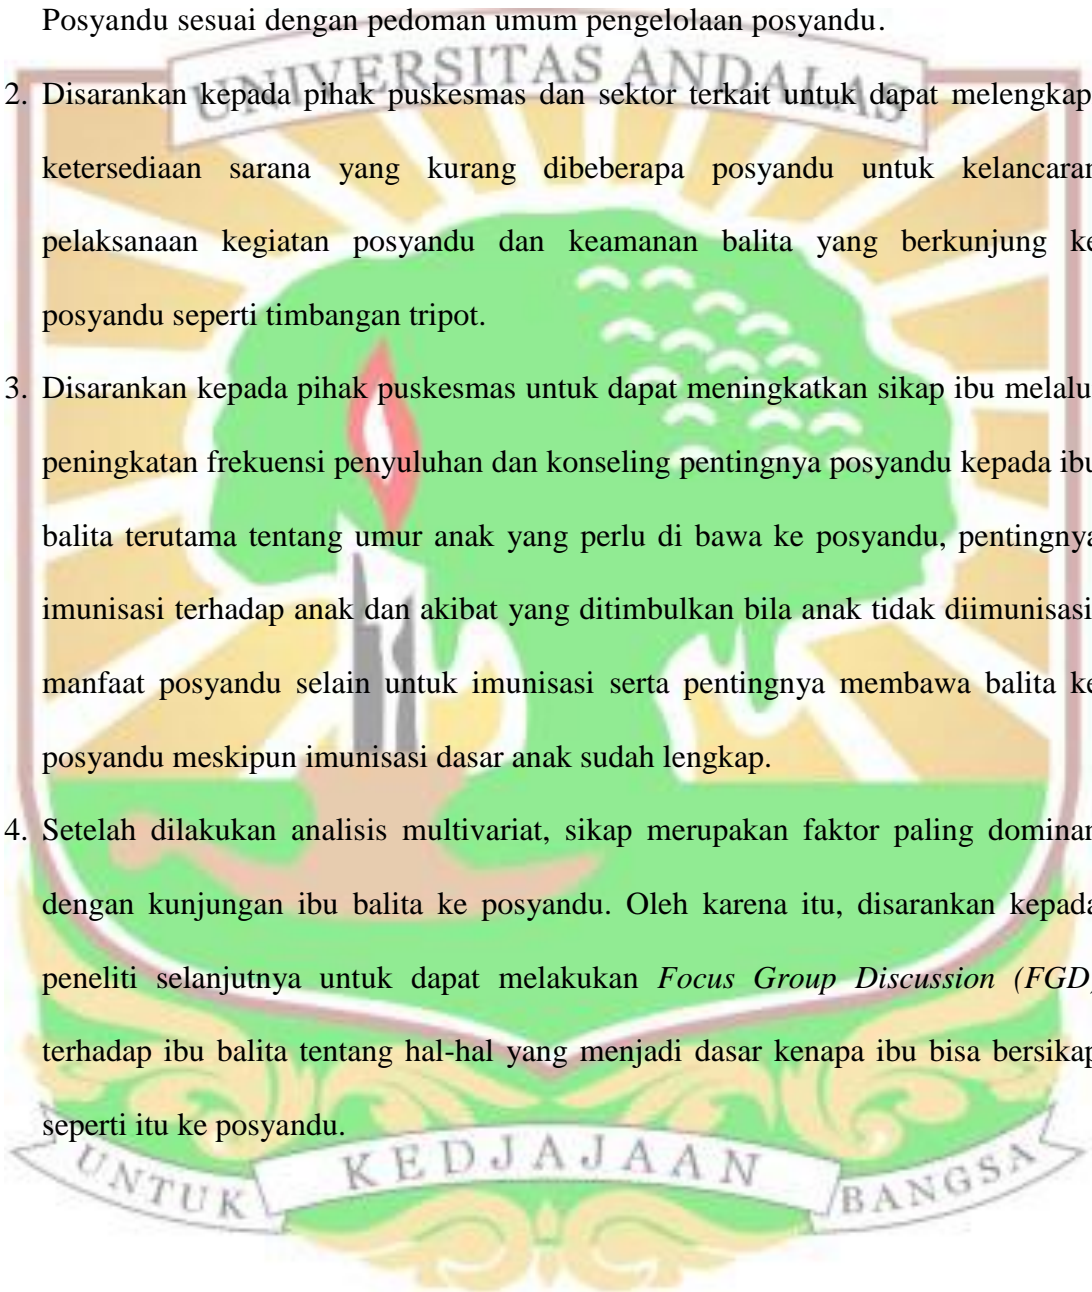 Posyandu sesuai dengan pedoman umum pengelolaan posyandu.
UNIVERSITAS ANDALAS
2. Disarankan kepada pihak puskesmas dan sektor terkait untuk dapat melengkap
ketersediaan sarana yang kurang dibeberapa posyandu untuk kelancaran
pelaksanaan kegiatan posyandu dan keamanan balita yang berkunjung ke
posyandu seperti timbangan tripot.
3. Disarankan kepada pihak puskesmas untuk dapat meningkatkan sikap ibu melalu
peningkatan frekuensi penyuluhan dan konseling pentingnya posyandu kepada ibu
balita terutama tentang umur anak yang perlu di bawa ke posyandu, pentingnya
imunisasi terhadap anak dan akibat yang ditimbulkan bila anak tidak diimunisasi
manfaat posyandu selain untuk imunisasi serta pentingnya membawa balita ke
posyandu meskipun imunisasi dasar anak sudah lengkap.
4. Setelah dilakukan analisis multivariat, sikap merupakan faktor paling dominan
dengan kunjungan ibu balita ke posyandu. Oleh karena itu, disarankan kepada
peneliti selanjutnya untuk dapat melakukan Focus Group Discussion (FGD)
terhadap ibu balita tentang hal-hal yang menjadi dasar kenapa ibu bisa bersikap
seperti itu ke posyandu.
UNTUK KEDJAJAAN BANGSA